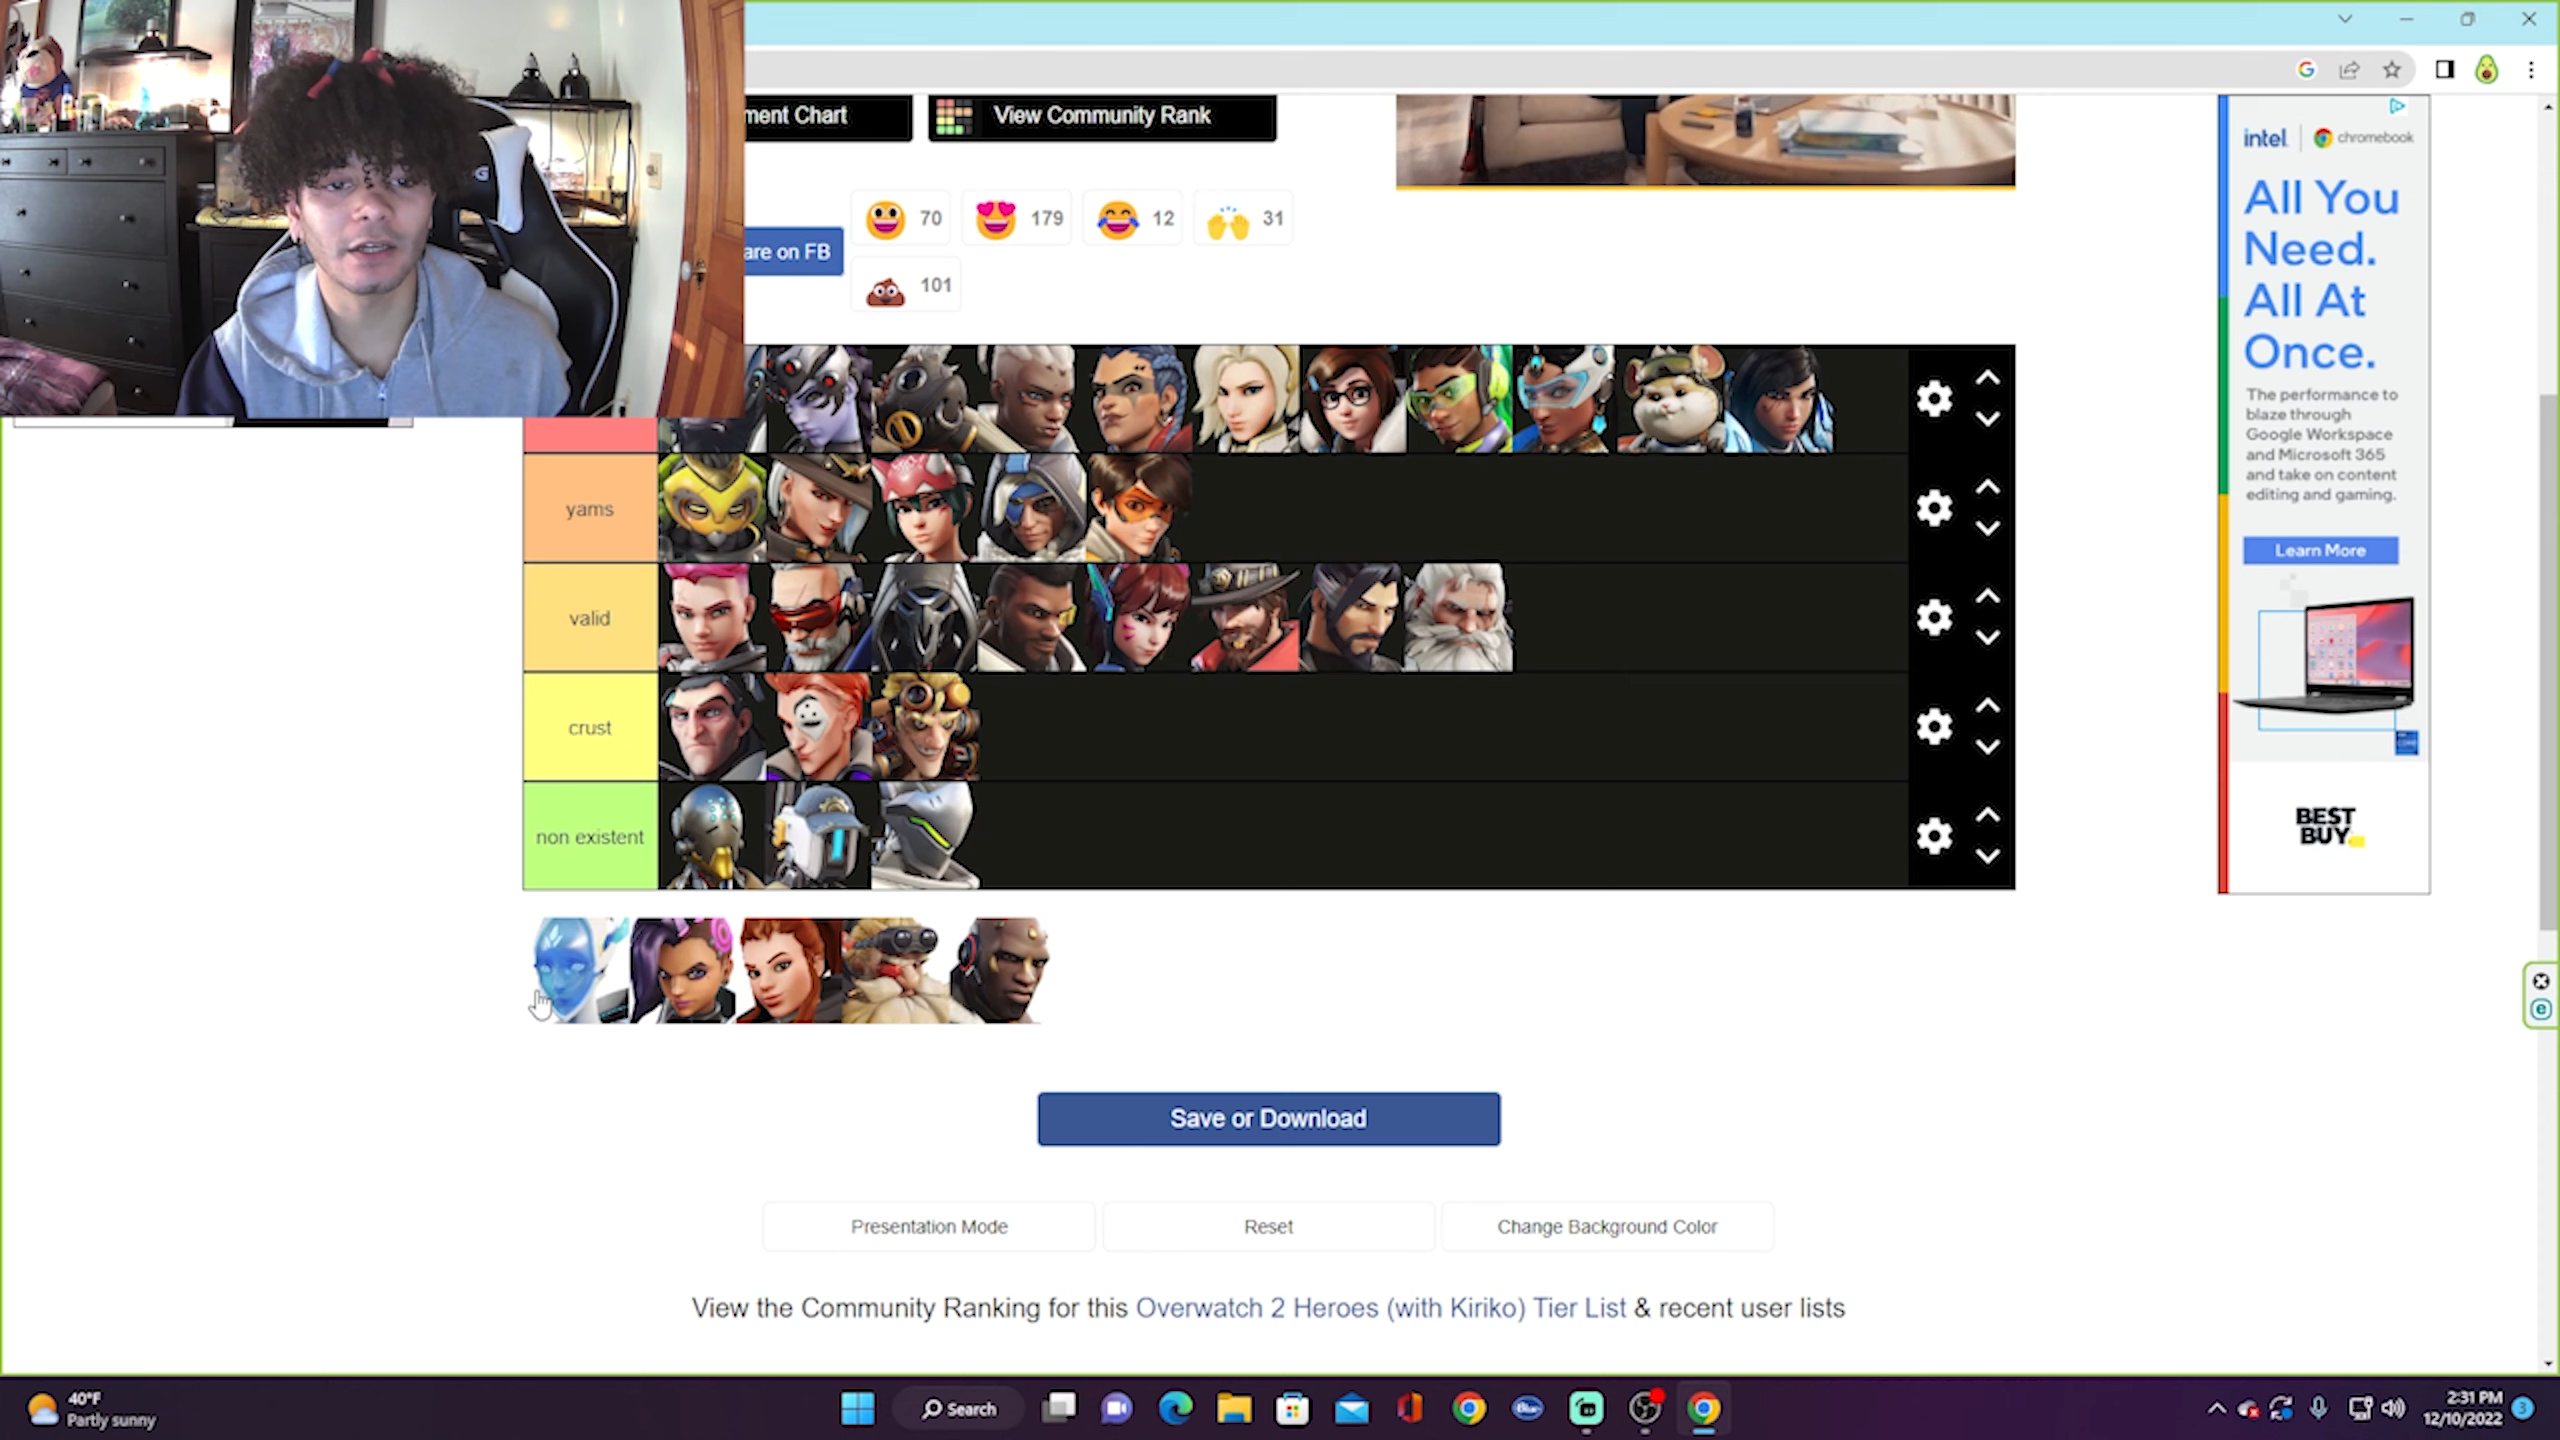 ment Chart
View Community Rank
70
179
12
31
are on FB
101
yams
valid
crust
non existent
Save or Download
Presentation Mode
Reset
Change Background Color
View the Community Ranking for this Overwatch 2 Heroes (with Kiriko) Tier List & recent user lists
intel
chromebook
All You
Need.
All At
Once.
The performance to
blaze through
Google Workspace
and Microsoft 365
and take on content
editing and gaming.
Learn More
BEST
BUY
40°F
Partly sunny
Search
2:31 PM
12/10/2022
3